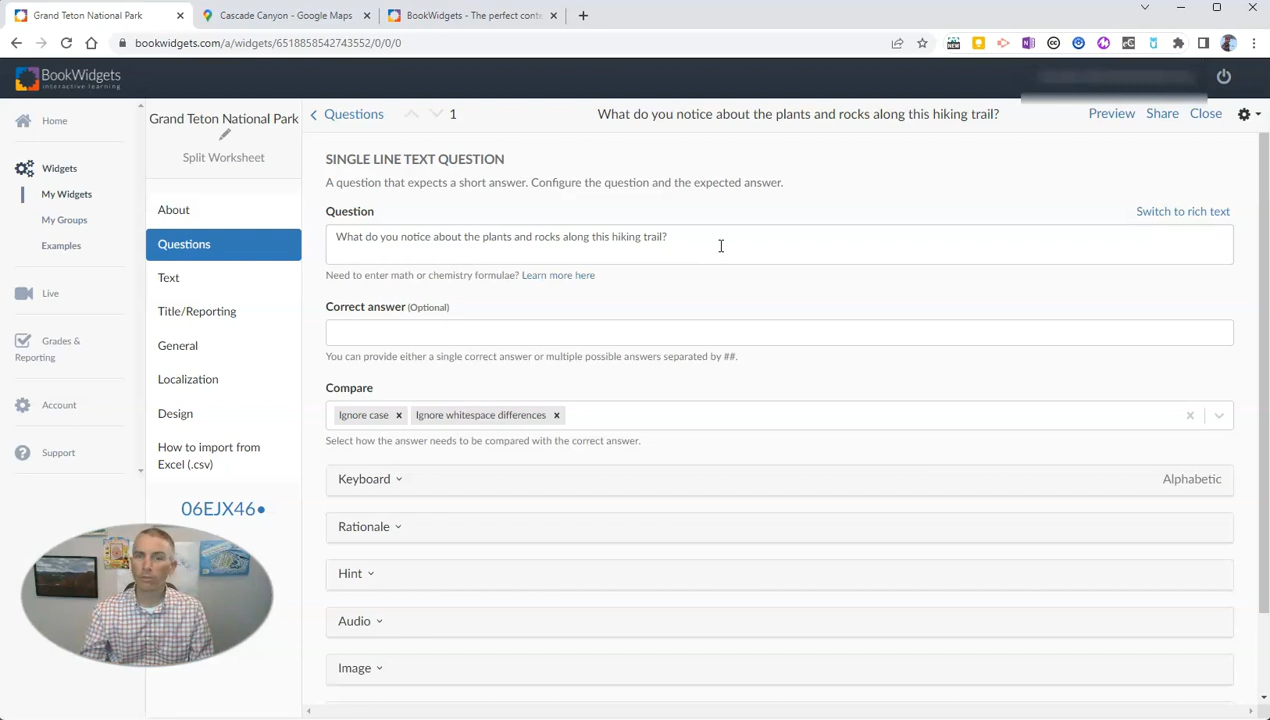 Grand Teton National Park
Cascade Canyon - Google Maps
BookWidgets - The perfect cont
bookwidgets.com/a/widgets/6518858542743552/0/0/0
BookWidgets
interactive learning
Home
Widgets
My Widgets
My Groups
Examples
Live
Grades &
Reporting
Account
Support
Grand Teton National Park
Split Worksheet
About
Questions
Text
Title/Reporting
General
Localization
Design
How to import from
Excel (.csv)
06EJX46
Questions 1 What do you notice about the plants and rocks along this hiking trail? Preview Share Close
SINGLE LINE TEXT QUESTION
A question that expects a short answer. Configure the question and the expected answer.
Question Switch to rich text
What do you notice about the plants and rocks along this hiking trail?
Need to enter math or chemistry formulae? Learn more here
Correct answer (Optional)
You can provide either a single correct answer or multiple possible answers separated by ##.
Compare
Ignore case × Ignore whitespace differences ×
Select how the answer needs to be compared with the correct answer.
Keyboard Alphabetic
Rationale
Hint
Audio
Image